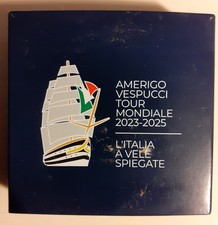 AMERIGO
VESPUCCI
TOUR
MONDIALE
2023-2025
L'ITALIA
A VELE
SPIEGATE